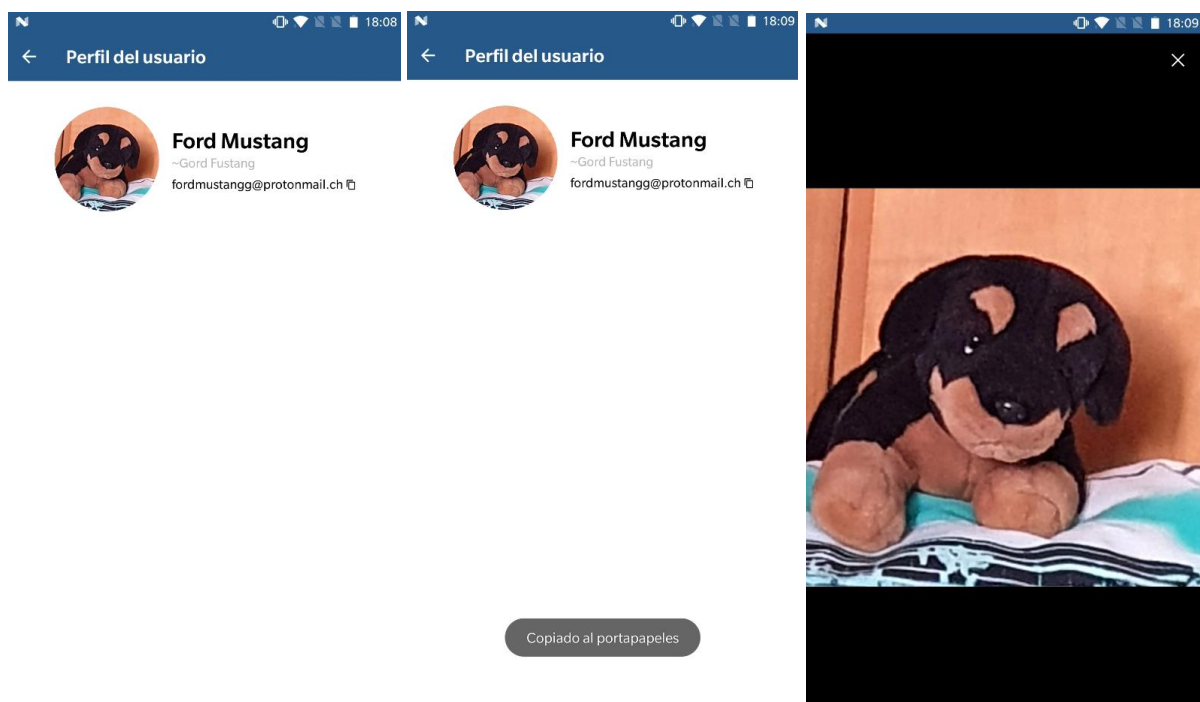 18:08
Perfil del usuario
Ford Mustang
~Gord Fustang
fordmustangg@protonmail.ch
18:09
Perfil del usuario
Ford Mustang
~Gord Fustang
fordmustangg@protonmail.ch
Copiado al portapapeles
18:09